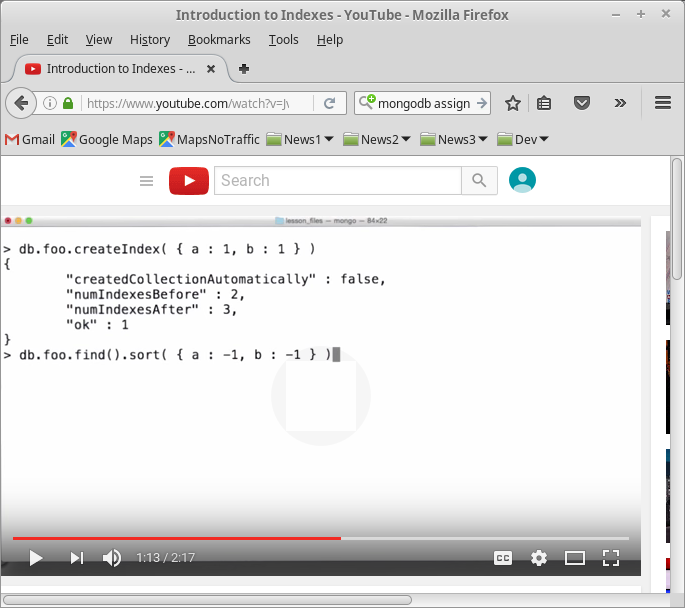 Introduction to Indexes - YouTube - Mozilla Firefox
File Edit View History Bookmarks Tools Help
Introduction to Indexes - ...
https://www.youtube.com/watch?v=Jv
mongodb assign
Gmail Google Maps MapsNoTraffic News1 News2 News3 Dev
Search
lesson_files — mongo — 84×22
> db.foo.createIndex( { a : 1, b : 1 } )
{
"createdCollectionAutomatically" : false,
"numIndexesBefore" : 2,
"numIndexesAfter" : 3,
"ok" : 1
}
> db.foo.find().sort( { a : -1, b : -1 } )
1:13 / 2:17
CC